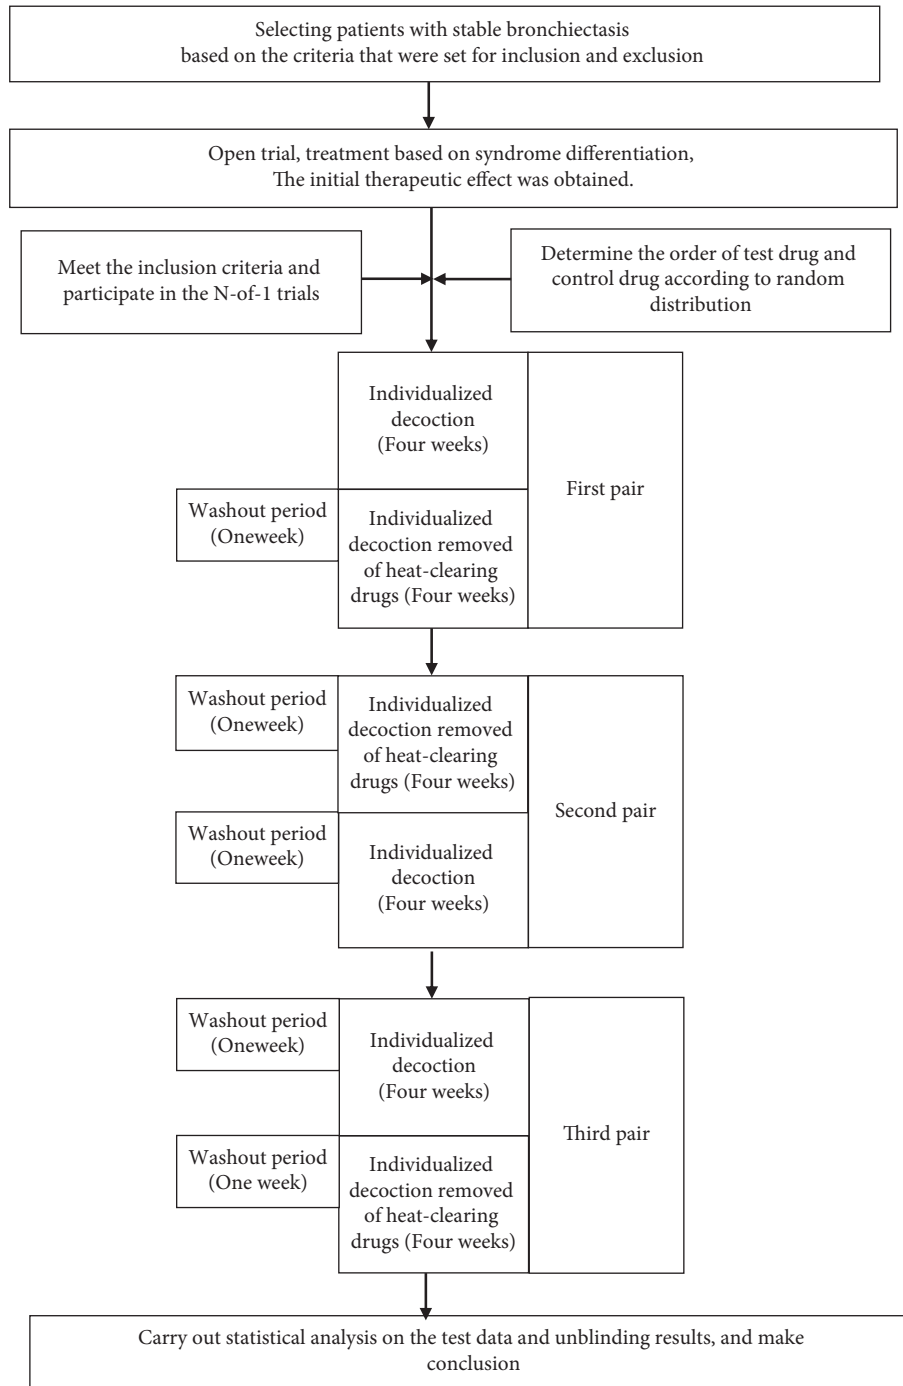 Selecting patients with stable bronchiectasis
based on the criteria that were set for inclusion and exclusion
Open trial, treatment based on syndrome differentiation,
The initial therapeutic effect was obtained.
Meet the inclusion criteria and
participate in the N-of-1 trials
Determine the order of test drug and
control drug according to random
distribution
Individualized
decoction
(Four weeks)
First pair
Washout period
(Oneweek)
Individualized
decoction removed
of heat-clearing
drugs (Four weeks)
Washout period
(Oneweek)
Individualized
decoction removed
of heat-clearing
drugs (Four weeks)
Second pair
Washout period
(Oneweek)
Individualized
decoction
(Four weeks)
Washout period
(Oneweek)
Individualized
decoction
(Four weeks)
Third pair
Washout period
(One week)
Individualized
decoction removed
of heat-clearing
drugs (Four weeks)
Carry out statistical analysis on the test data and unblinding results, and make
conclusion